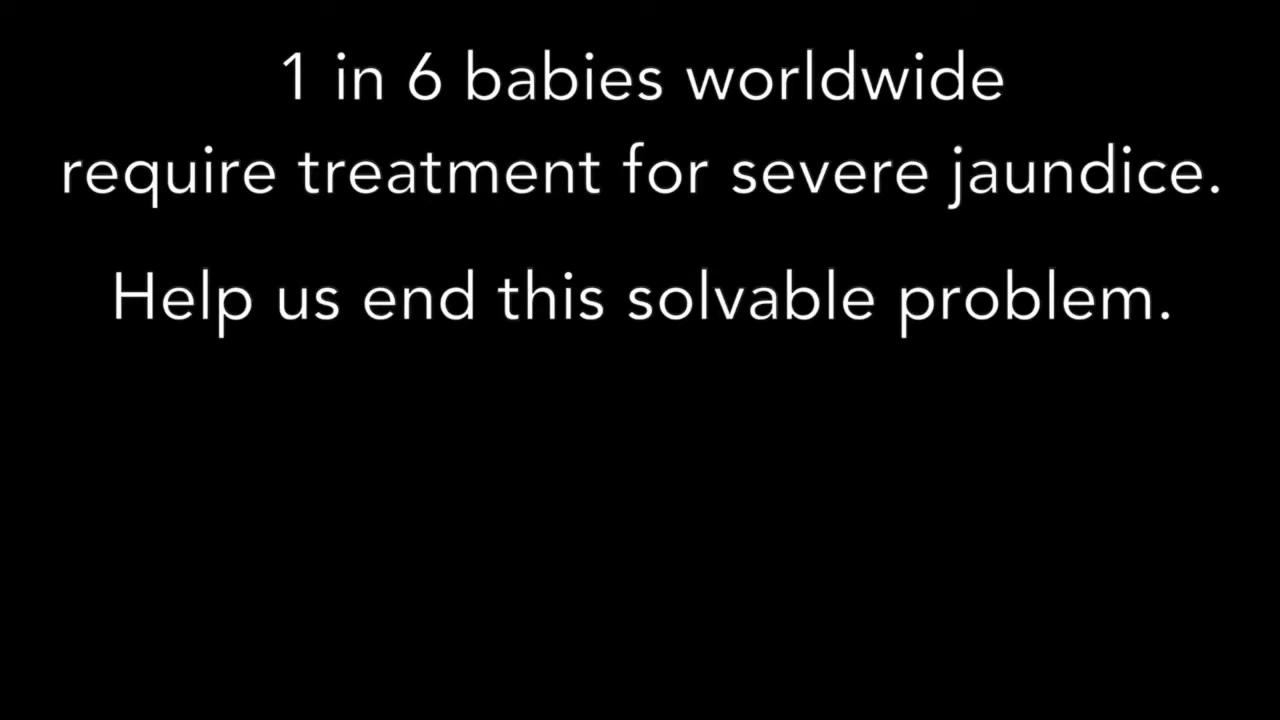 1 in 6 babies worldwide
require treatment for severe jaundice.
Help us end this solvable problem.